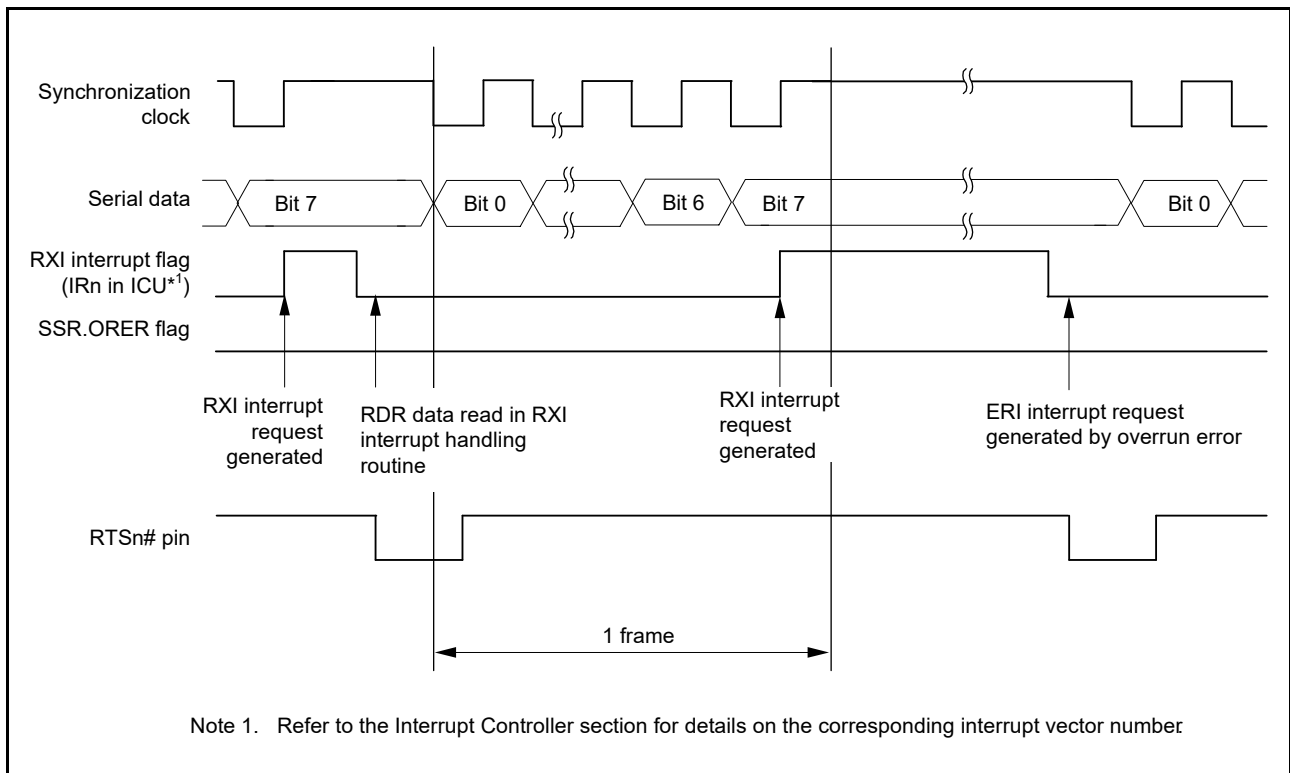 Synchronization
clock
Serial data
Bit 7
Bit 0
Bit 6
Bit 7
Bit 0
RXI interrupt flag
(IRn in ICU*1)
SSR.ORER flag
RXI interrupt
request
generated
RDR data read in RXI
interrupt handling
routine
RXI interrupt
request
generated
ERI interrupt request
generated by overrun error
RTSn# pin
1 frame
Note 1. Refer to the Interrupt Controller section for details on the corresponding interrupt vector number.